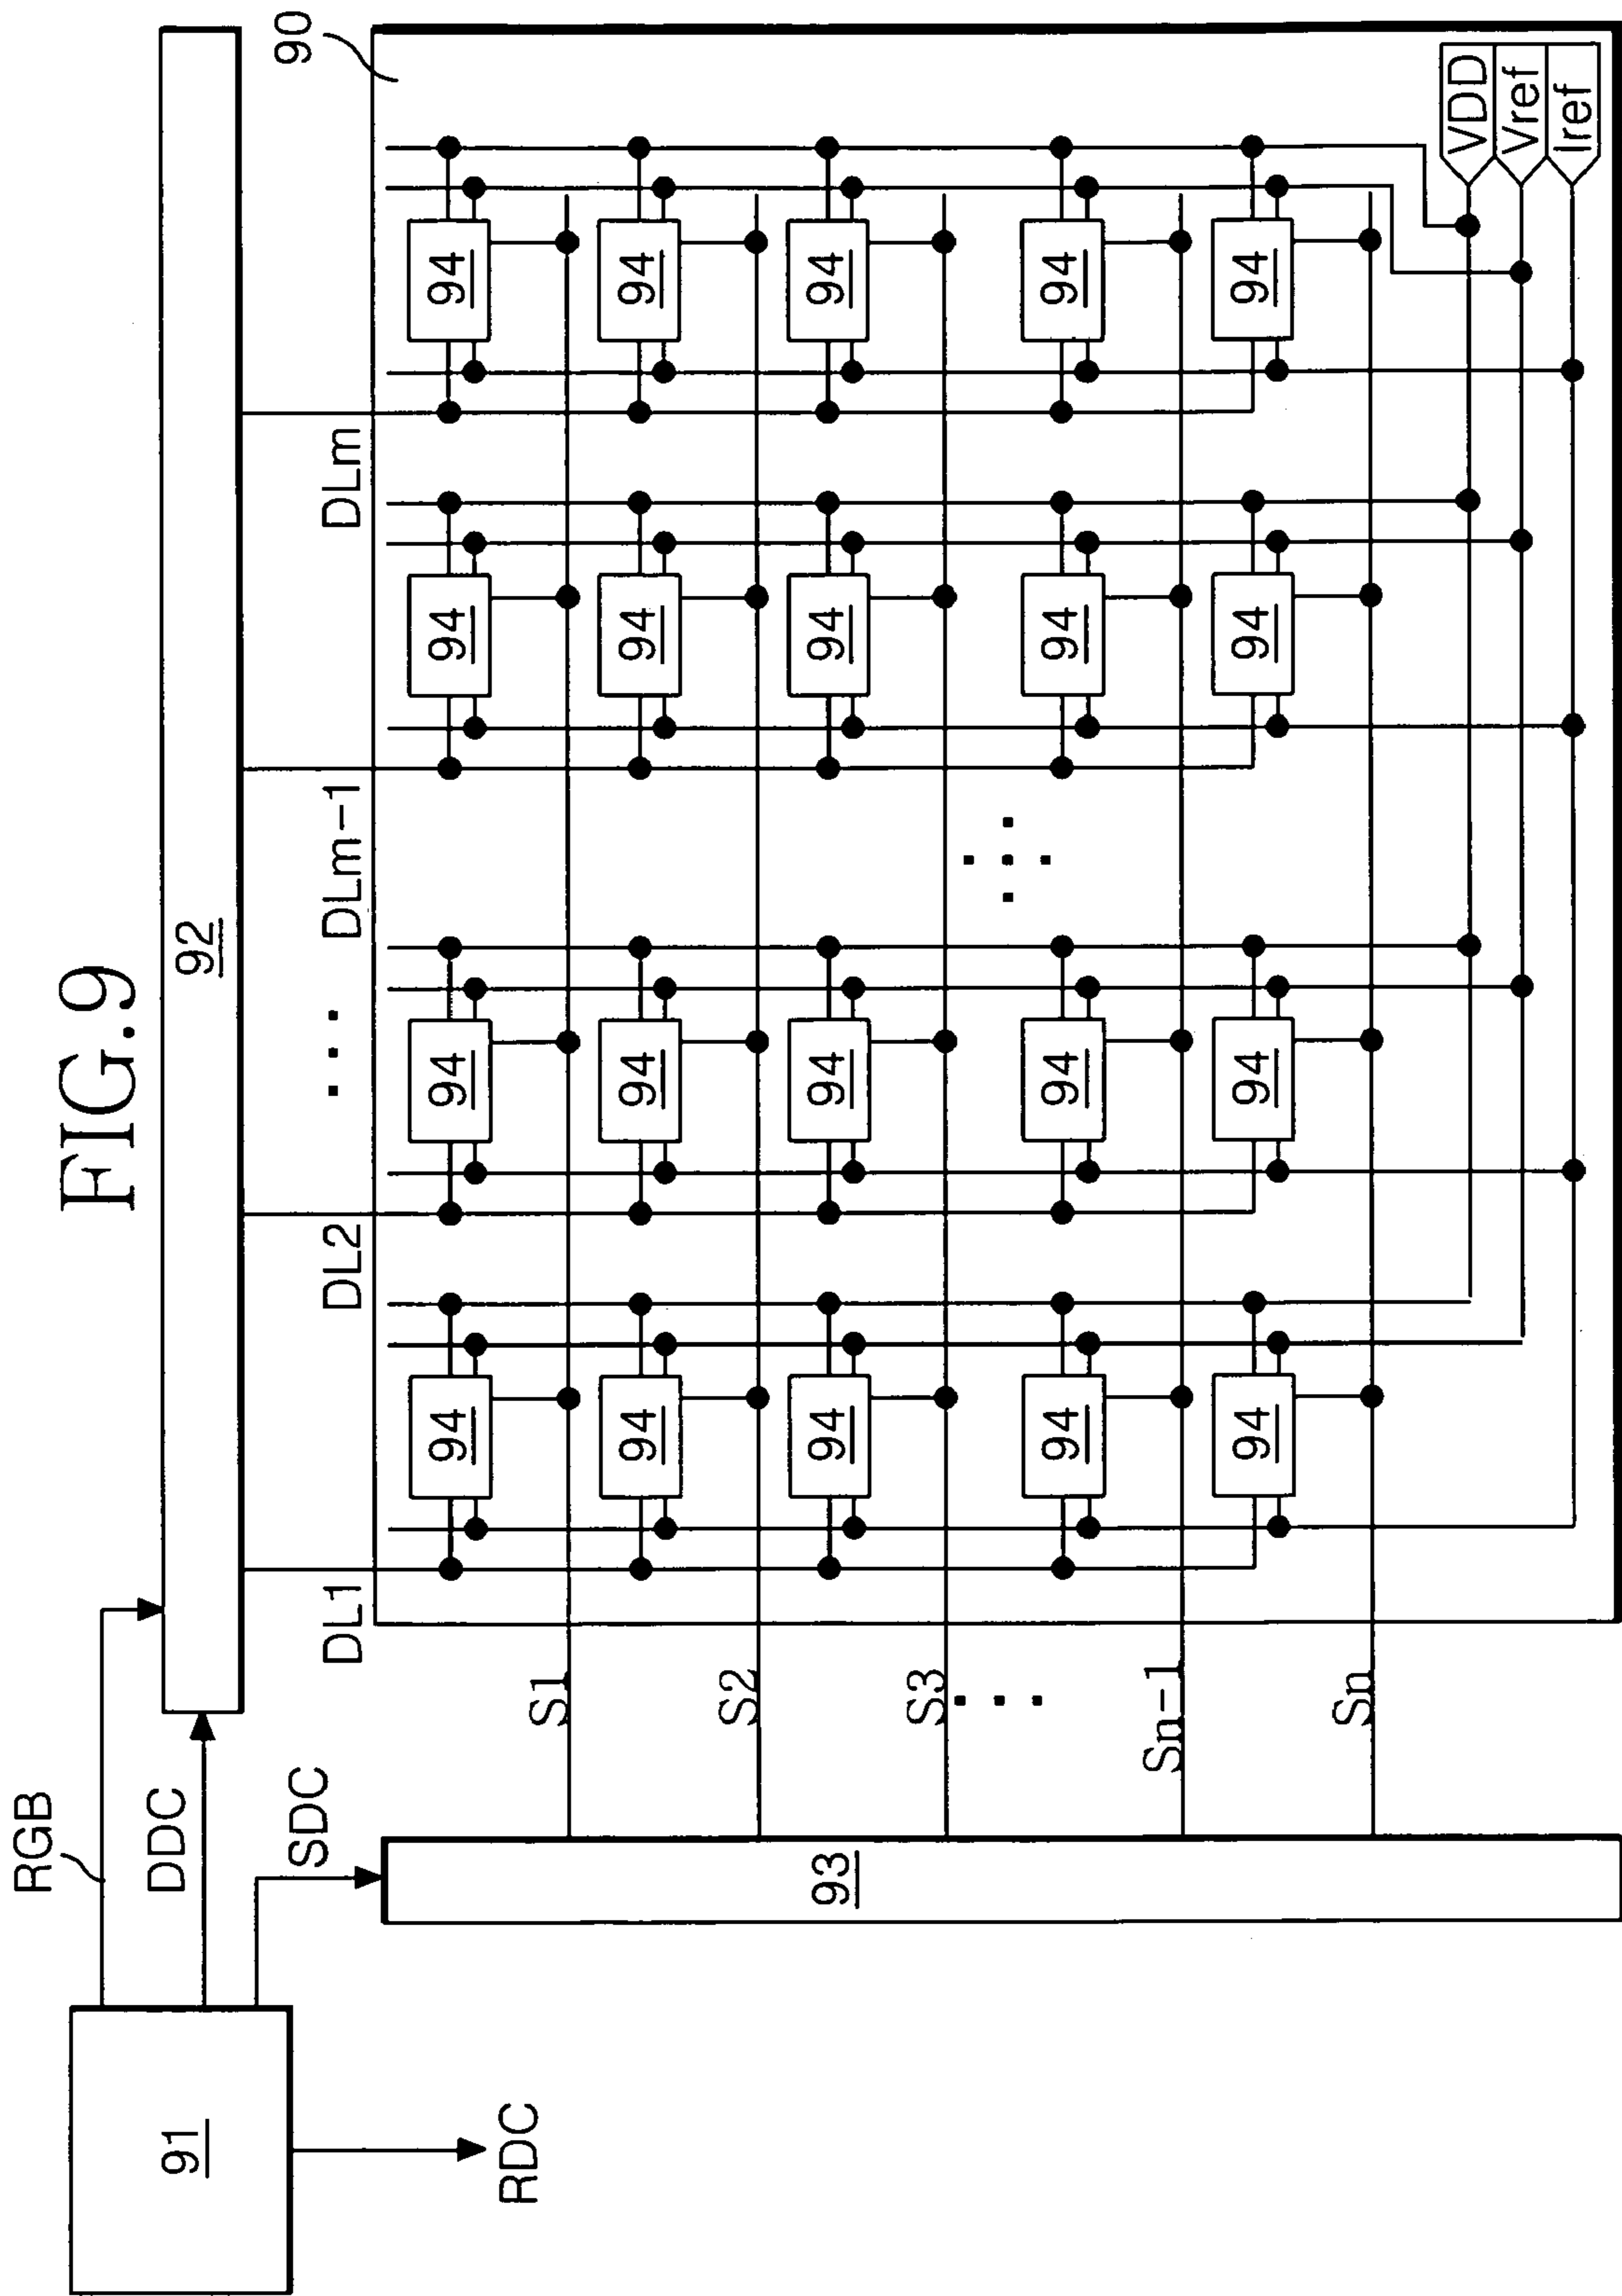 FIG.9
RGB
DDC
SDC
RDC
91
92
93
90
DL1
DL2
. . .
DLm-1
DLm
S1
S2
S3
. . .
Sn-1
Sn
94 94 94 94
94 94 94 94
94 94 94 94
94 94 94 94
94 94 94 94
VDD
Vref
Iref